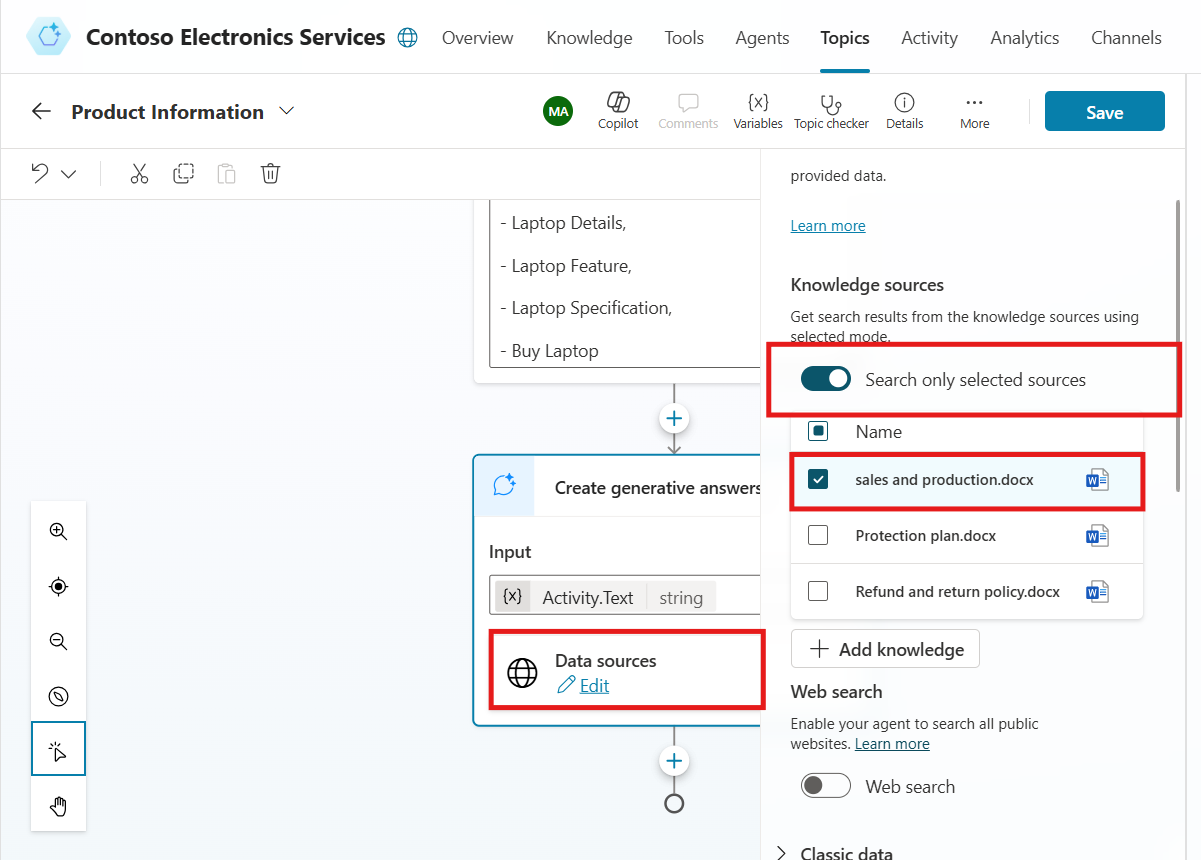 Contoso Electronics Services Overview Knowledge Tools Agents Topics Activity Analytics Channels
Product Information
MA
Copilot
Comments
Variables
Topic checker
Details
More
Save
- Laptop Details,
- Laptop Feature,
- Laptop Specification,
- Buy Laptop
Create generative answers
Input
{x} Activity.Text string
Data sources
Edit
provided data.
Learn more
Knowledge sources
Get search results from the knowledge sources using
selected mode.
Search only selected sources
Name
sales and production.docx
Protection plan.docx
Refund and return policy.docx
Add knowledge
Web search
Enable your agent to search all public
websites. Learn more
Web search
Classic data